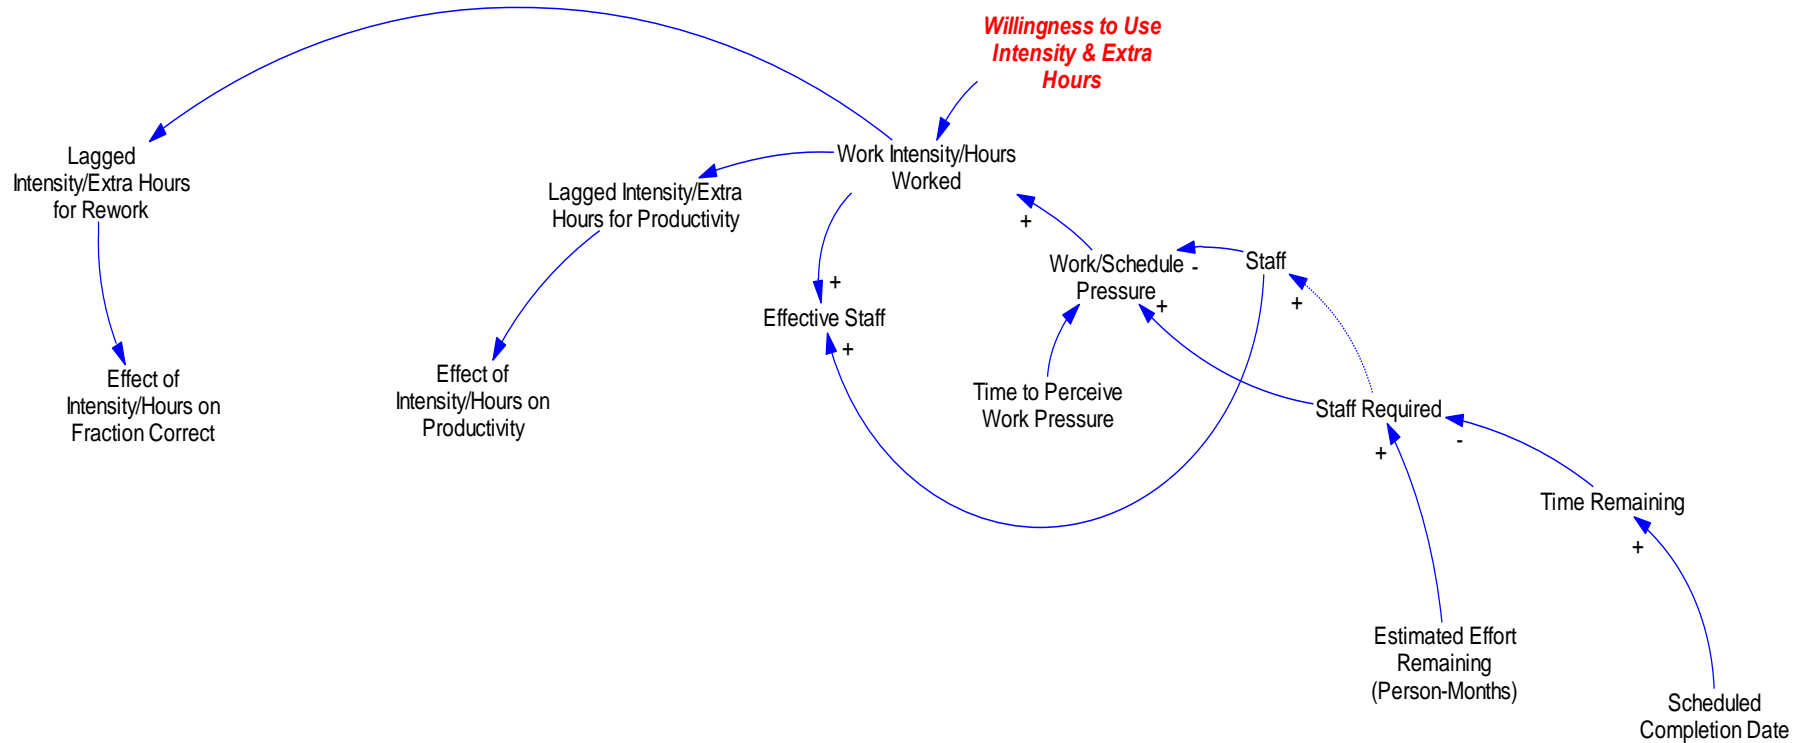 Willingness to Use
Intensity & Extra
Hours
Lagged
Intensity/Extra Hours
for Rework
Work Intensity/Hours
Worked
Lagged Intensity/Extra
Hours for Productivity
+
Work/Schedule -
Pressure
+
Staff
+
+
Effective Staff
+
Effect of
Intensity/Hours on
Fraction Correct
Effect of
Intensity/Hours on
Productivity
Time to Perceive
Work Pressure
Staff Required
+
-
Time Remaining
+
Estimated Effort
Remaining
(Person-Months)
Scheduled
Completion Date